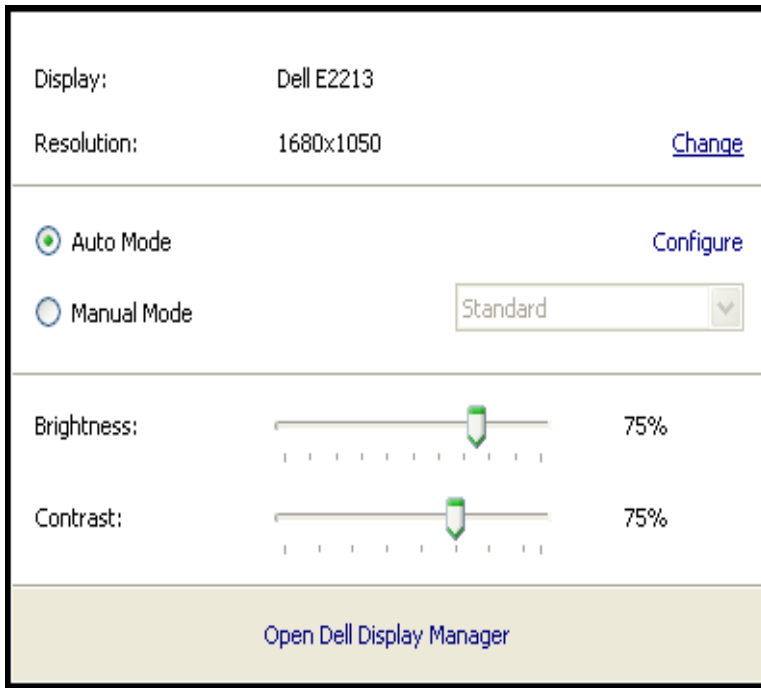 Display: Dell E2213
Resolution: 1680x1050 Change
Auto Mode Configure
Manual Mode Standard
Brightness: 75%
Contrast: 75%
Open Dell Display Manager